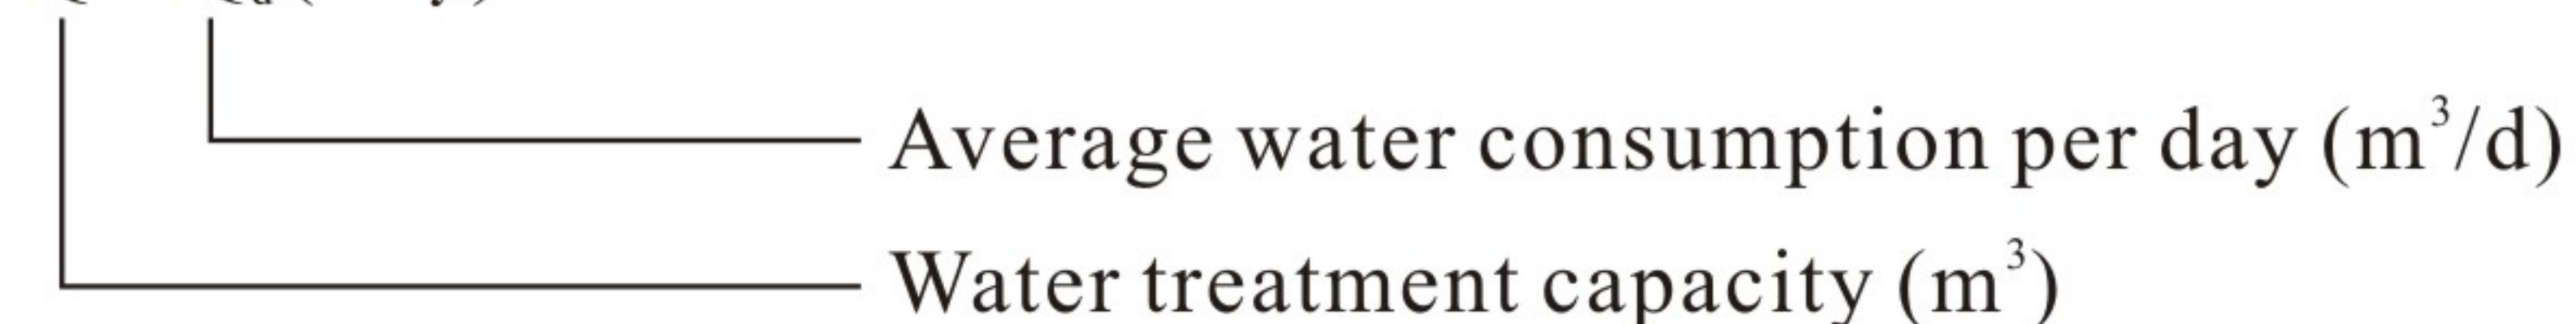 Average water consumption per day (m³/d)
Water treatment capacity (m³)